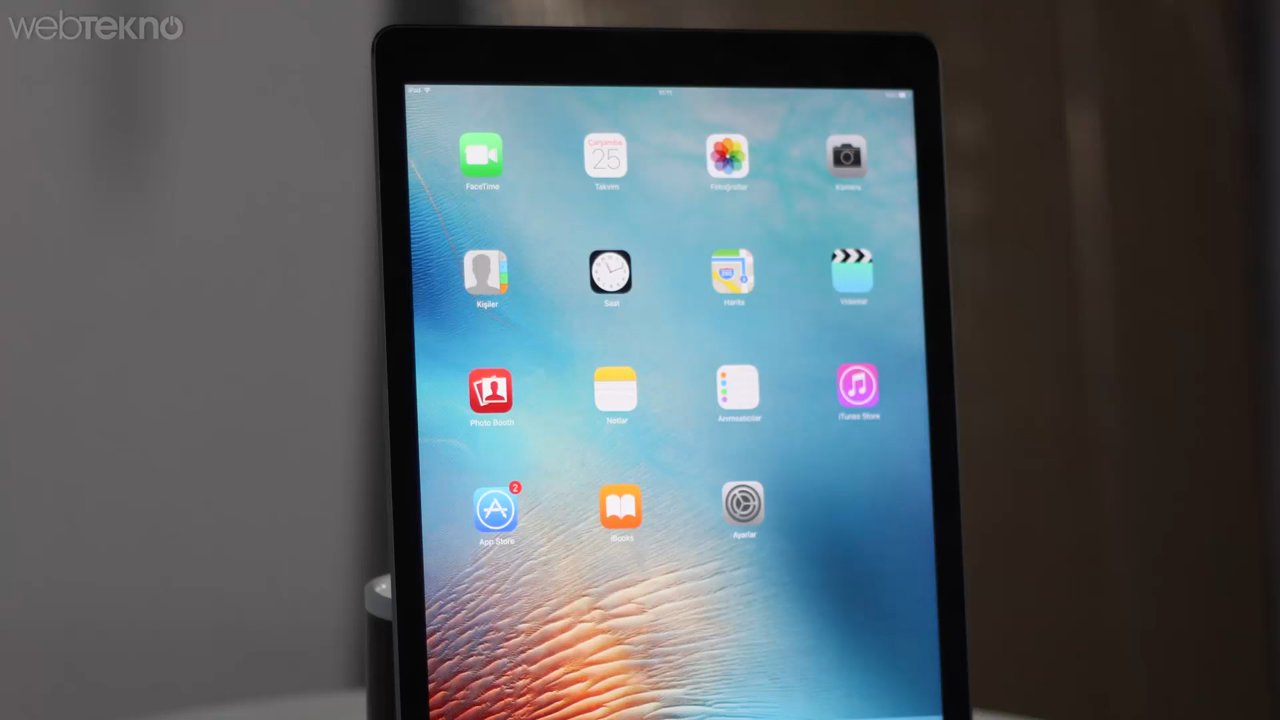 webTEKNO
iPad
Çarşamba
25
FaceTime
Takvim
Fotoğraflar
Kamera
Kişiler
Saat
Harita
Videolar
Photo Booth
Notlar
Anımsatıcılar
iTunes Store
2
App Store
iBooks
Ayarlar